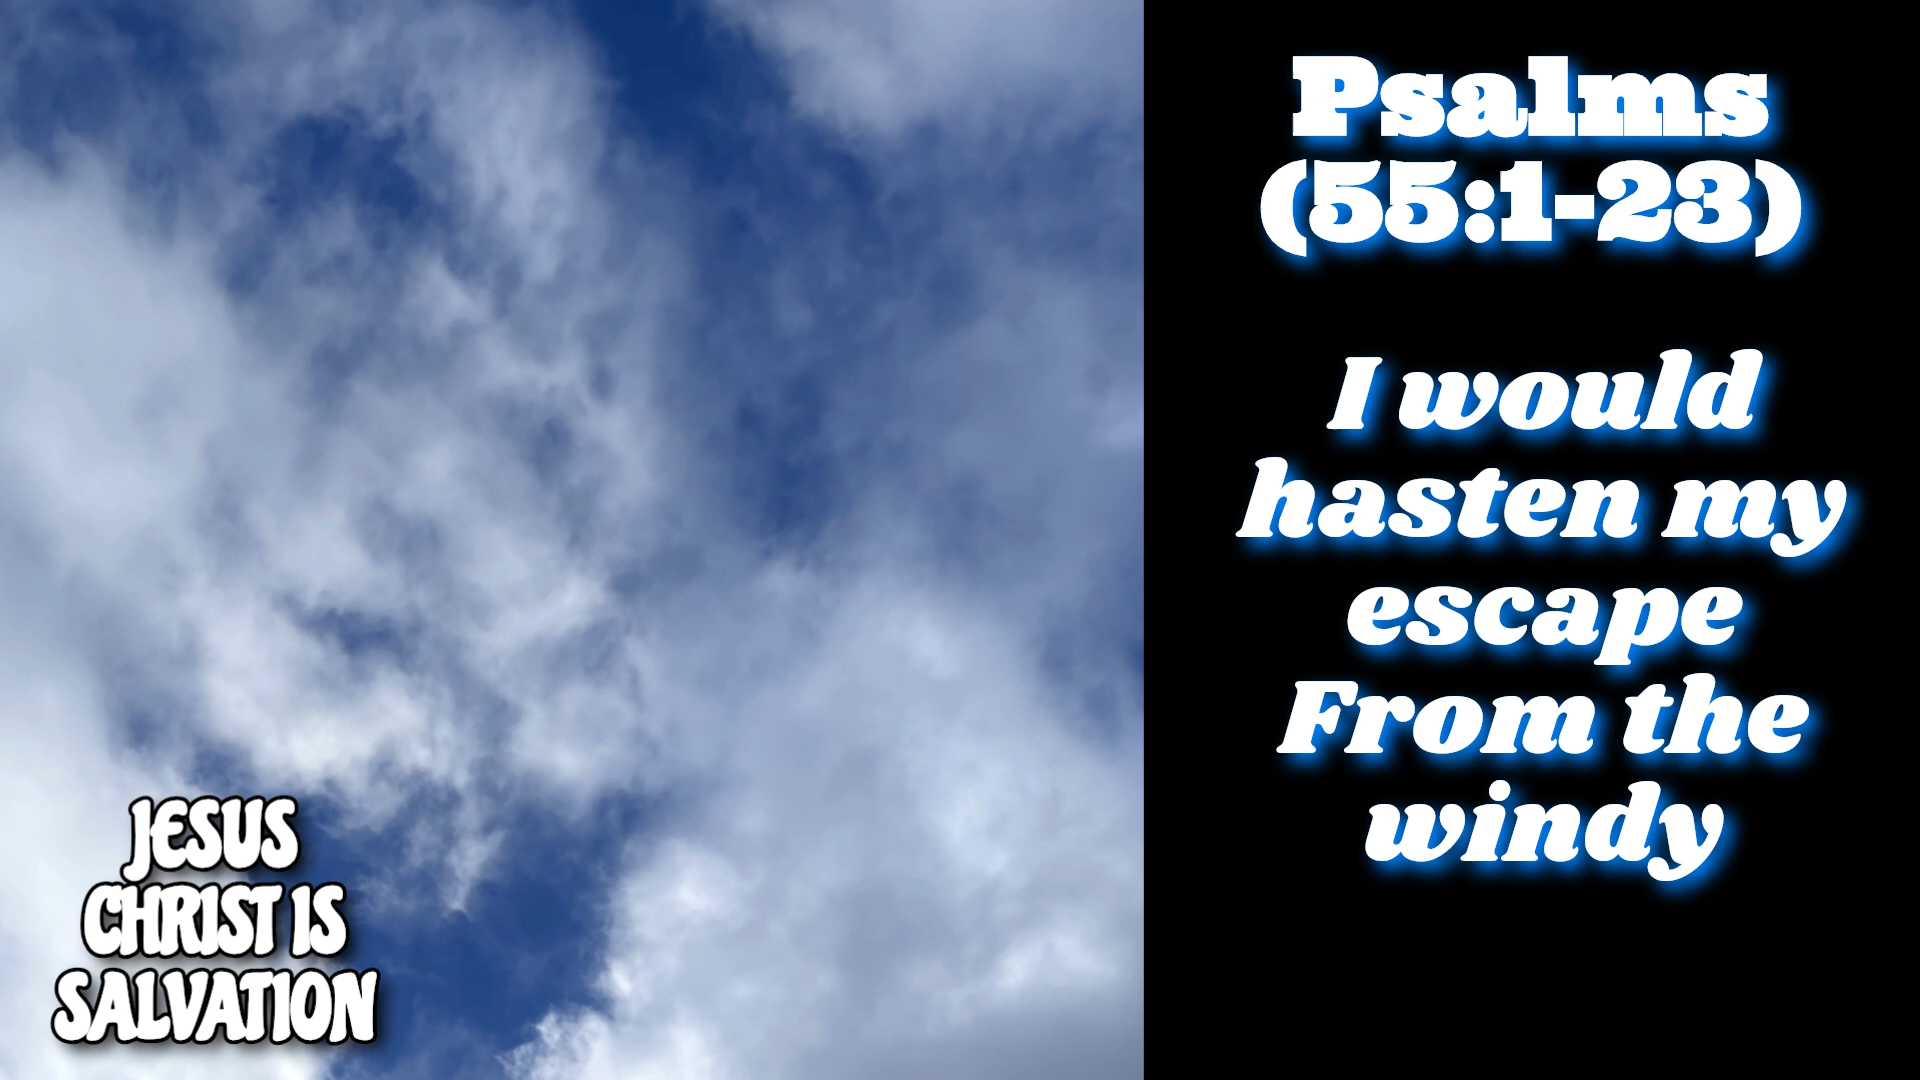 Psalms
(55:1-23)
I would
hasten my
escape
From the
windy
JESUS
CHRIST IS
SALVATION